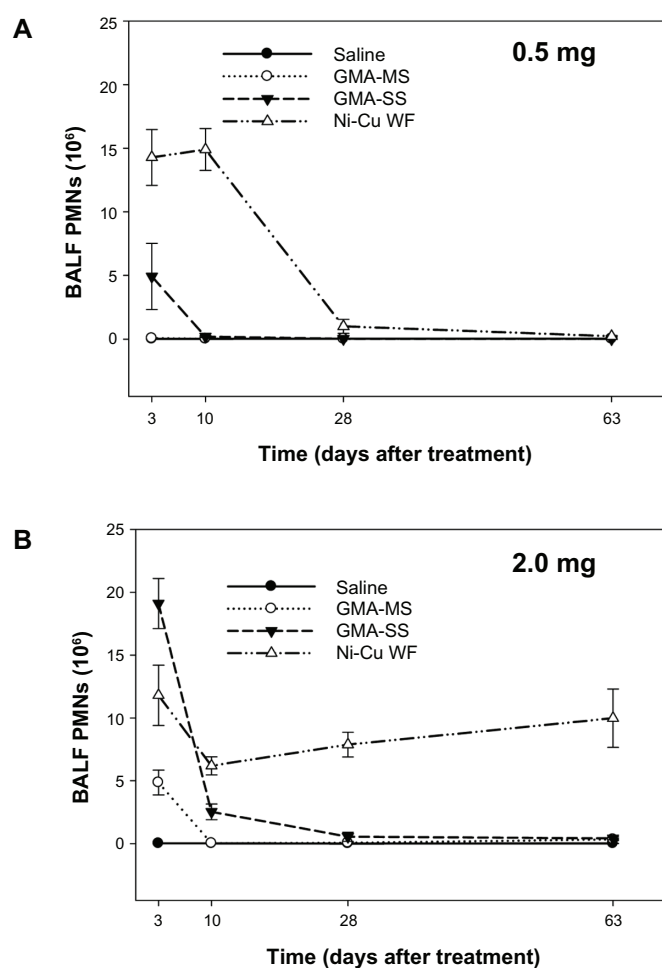 A
0.5 mg
Saline
GMA-MS
GMA-SS
Ni-Cu WF
BALF PMNs (10⁶)
25
20
15
10
5
0
3 10 28 63
Time (days after treatment)
B
2.0 mg
Saline
GMA-MS
GMA-SS
Ni-Cu WF
BALF PMNs (10⁶)
25
20
15
10
5
0
3 10 28 63
Time (days after treatment)